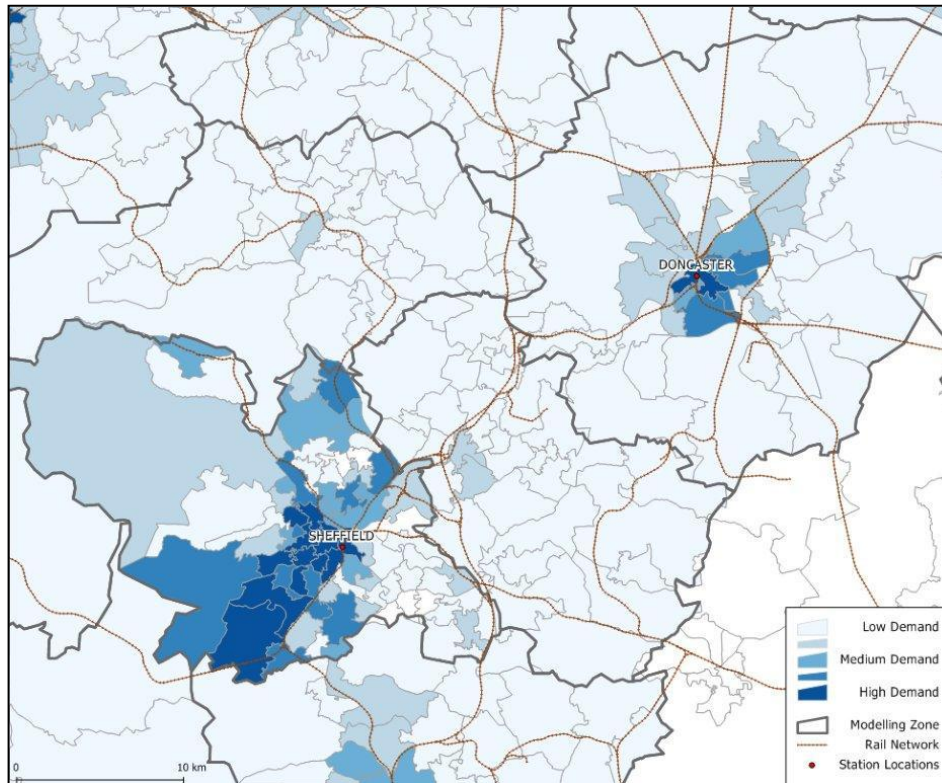 DONCASTER
SHEFFIELD
Low Demand
Medium Demand
High Demand
Modelling Zone
Rail Network
Station Locations
0 10 km